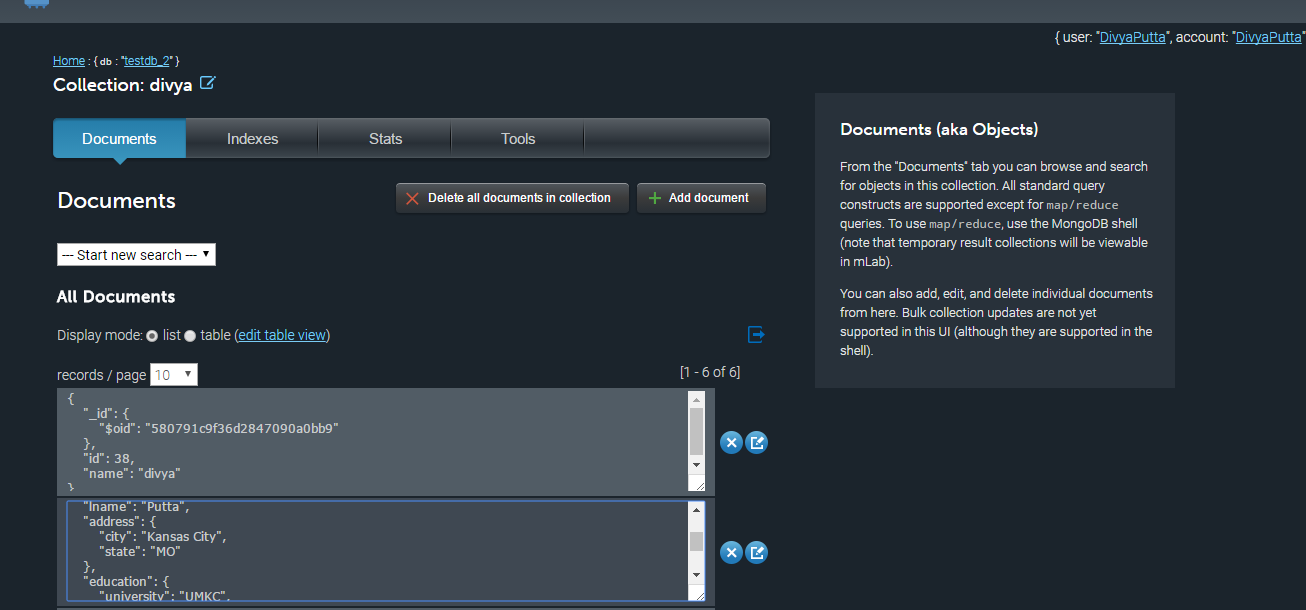 { user: "DivyaPutta", account: "DivyaPutta"
Home : { db : "testdb_2" }
Collection: divya
Documents Indexes Stats Tools
Documents
Delete all documents in collection
Add document
--- Start new search ---
All Documents
Display mode: list table (edit table view)
records / page 10
[1 - 6 of 6]
{
"_id": {
"$oid": "580791c9f36d2847090a0bb9"
},
"id": 38,
"name": "divya"
}
"lname": "Putta",
"address": {
"city": "Kansas City",
"state": "MO"
},
"education": {
"university": "UMKC",
Documents (aka Objects)
From the "Documents" tab you can browse and search
for objects in this collection. All standard query
constructs are supported except for map/reduce
queries. To use map/reduce, use the MongoDB shell
(note that temporary result collections will be viewable
in mLab).
You can also add, edit, and delete individual documents
from here. Bulk collection updates are not yet
supported in this UI (although they are supported in the
shell).